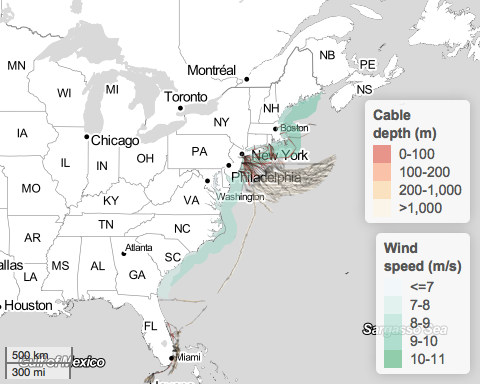 MN
NB
PE
Montréal
NS
WI
MI
Toronto
NH
NY
Boston
IA
Chicago
PA
New York
IL
IN
OH
Philadelphia
MO
Washington
KY
VA
TN
NC
AR
Atlanta
SC
allas
MS
AL
GA
LA
Houston
FL
Miami
Gulf of Mexico
Sargasso Sea
500 km
300 mi
Cable
depth (m)
0-100
100-200
200-1,000
>1,000
Wind
speed (m/s)
<=7
7-8
8-9
9-10
10-11